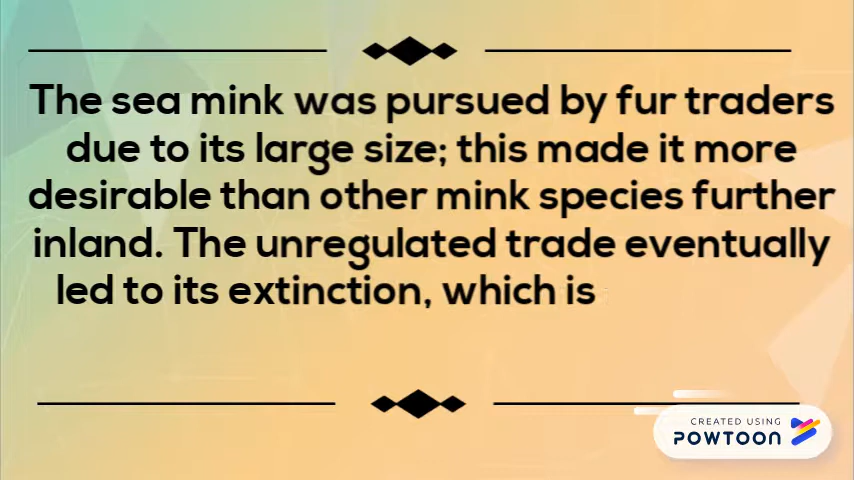 The sea mink was pursued by fur traders
due to its large size; this made it more
desirable than other mink species further
inland. The unregulated trade eventually
led to its extinction, which is
CREATED USING
POWTOON